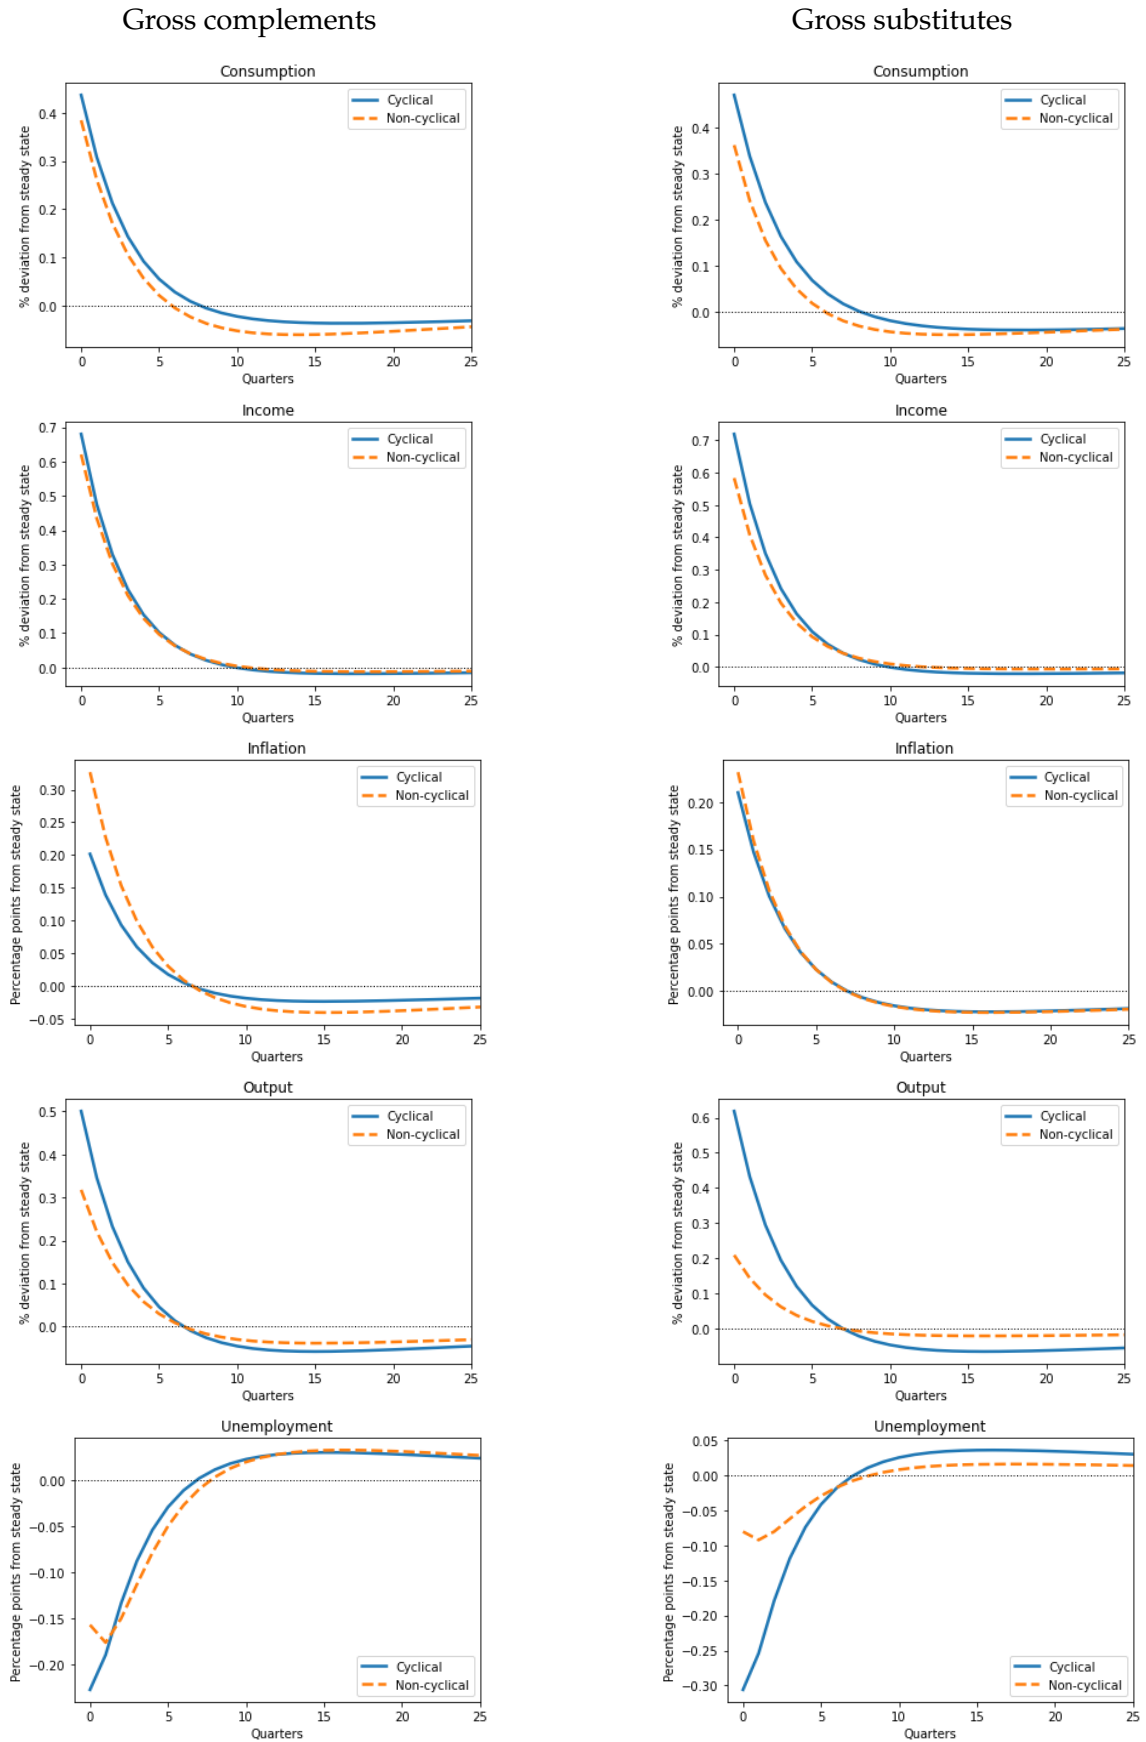 Gross complements
Gross substitutes
Consumption
% deviation from steady state
0.4
0.3
0.2
0.1
0.0
Cyclical
Non-cyclical
0 5 10 15 20 25
Quarters
Consumption
% deviation from steady state
0.4
0.3
0.2
0.1
0.0
Cyclical
Non-cyclical
0 5 10 15 20 25
Quarters
Income
% deviation from steady state
0.7
0.6
0.5
0.4
0.3
0.2
0.1
0.0
Cyclical
Non-cyclical
0 5 10 15 20 25
Quarters
Income
% deviation from steady state
0.7
0.6
0.5
0.4
0.3
0.2
0.1
0.0
Cyclical
Non-cyclical
0 5 10 15 20 25
Quarters
Inflation
Percentage points from steady state
0.30
0.25
0.20
0.15
0.10
0.05
0.00
−0.05
Cyclical
Non-cyclical
0 5 10 15 20 25
Quarters
Inflation
Percentage points from steady state
0.20
0.15
0.10
0.05
0.00
Cyclical
Non-cyclical
0 5 10 15 20 25
Quarters
Output
% deviation from steady state
0.5
0.4
0.3
0.2
0.1
0.0
Cyclical
Non-cyclical
0 5 10 15 20 25
Quarters
Output
% deviation from steady state
0.6
0.5
0.4
0.3
0.2
0.1
0.0
Cyclical
Non-cyclical
0 5 10 15 20 25
Quarters
Unemployment
Percentage points from steady state
0.00
−0.05
−0.10
−0.15
−0.20
Cyclical
Non-cyclical
0 5 10 15 20 25
Quarters
Unemployment
Percentage points from steady state
0.05
0.00
−0.05
−0.10
−0.15
−0.20
−0.25
−0.30
Cyclical
Non-cyclical
0 5 10 15 20 25
Quarters